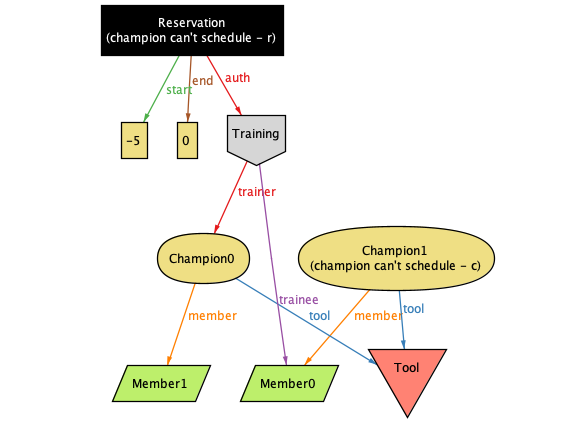 Reservation
(champion can't schedule - r)
start
end
auth
-5
0
Training
trainer
Champion0
Champion1
(champion can't schedule - c)
member
trainee
tool
member
tool
Member1
Member0
Tool